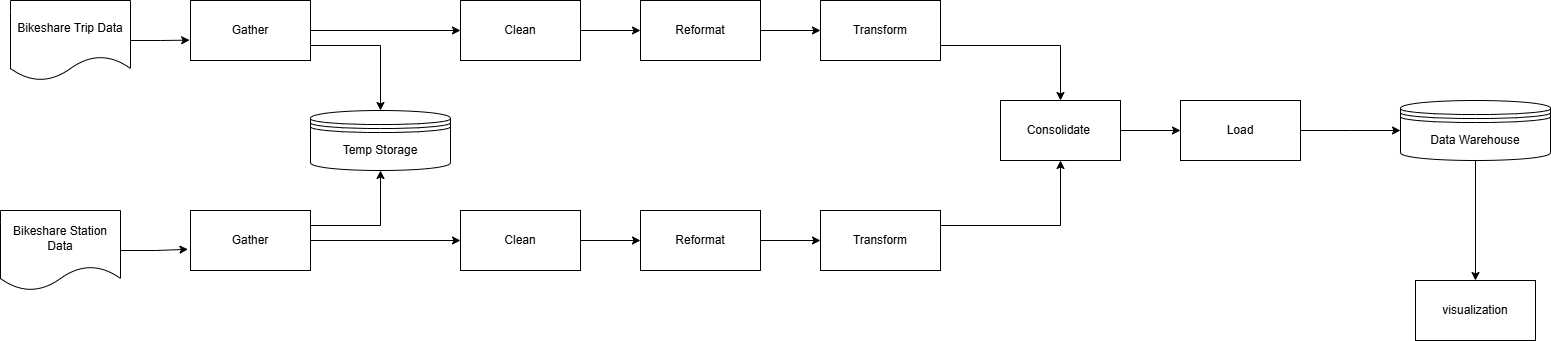 Bikeshare Trip Data
Gather
Clean
Reformat
Transform
Temp Storage
Consolidate
Load
Data Warehouse
Bikeshare Station
Data
Gather
Clean
Reformat
Transform
visualization